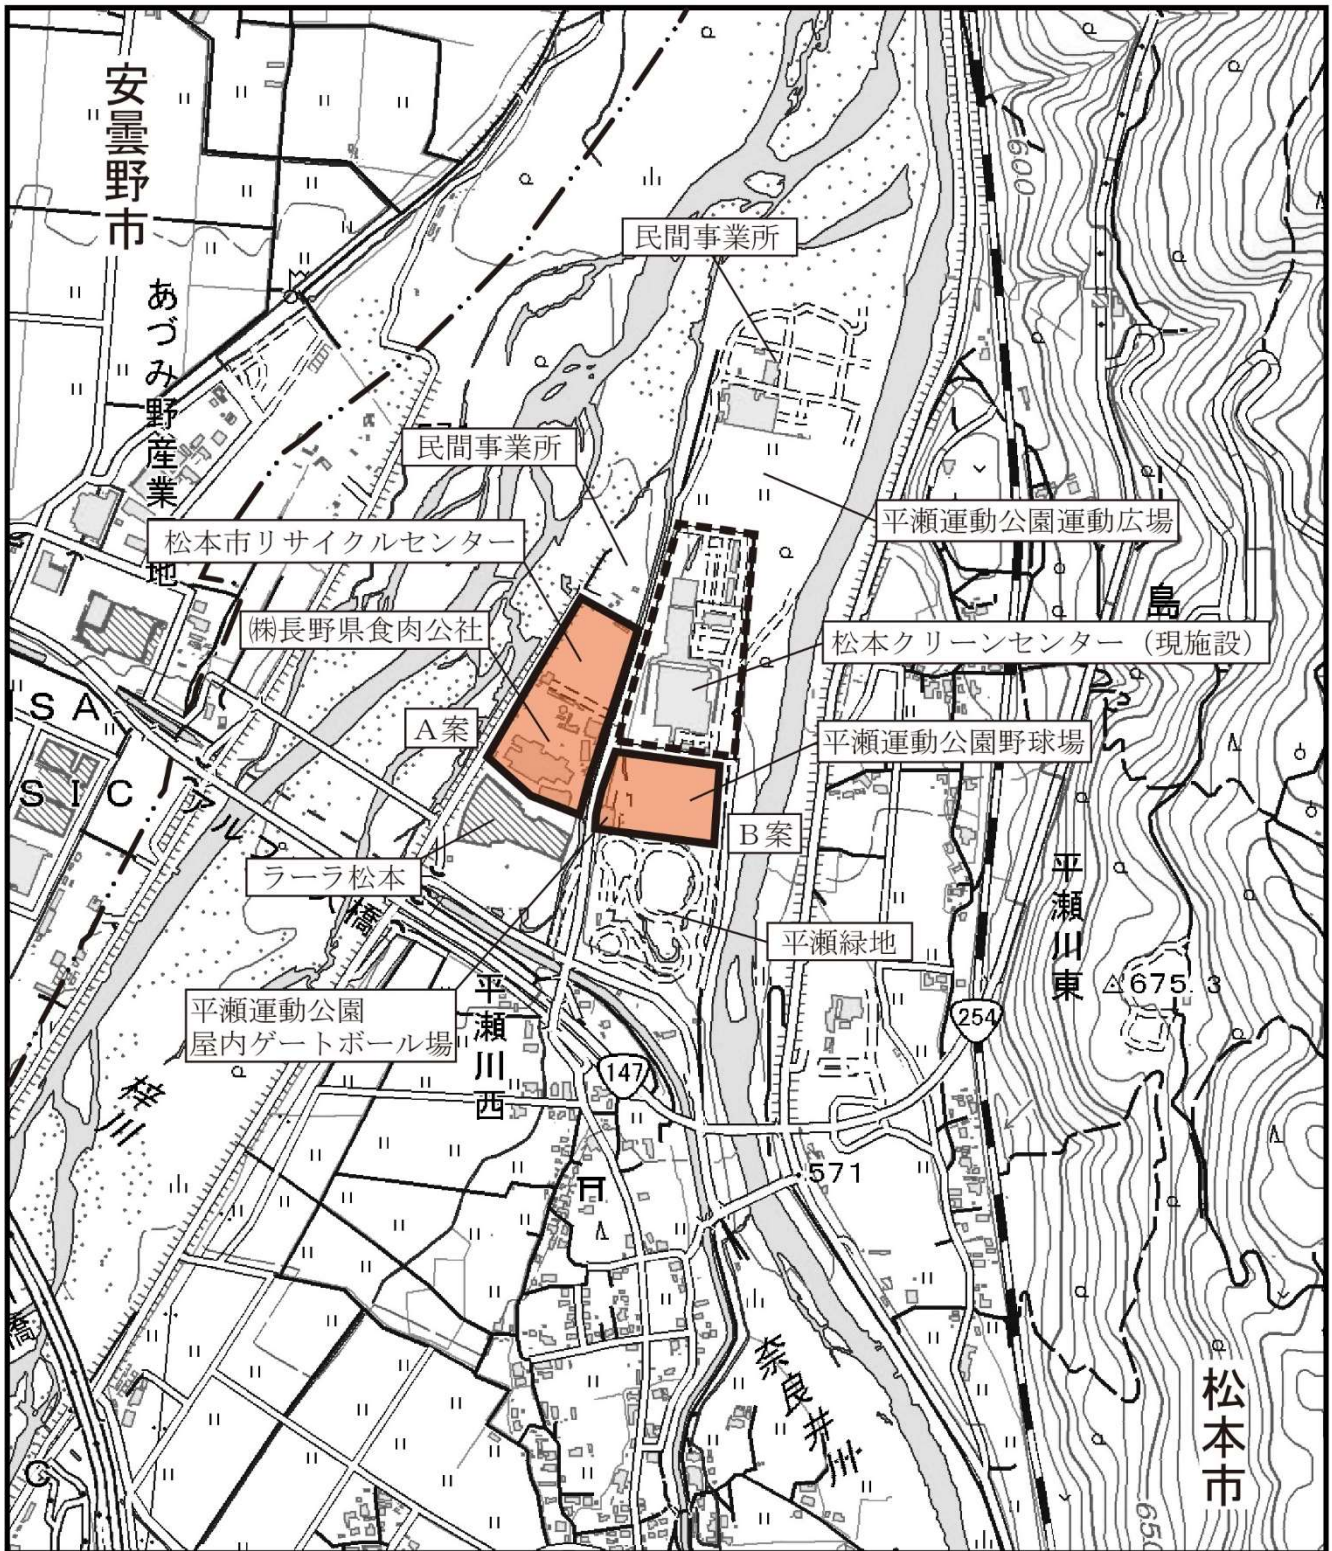 安曇野市
あづみ野産業
地
民間事業所
600
民間事業所
平瀬運動公園運動広場
松本市リサイクルセンター
島
㈱長野県食肉公社
松本クリーンセンター（現施設）
A案
SA
平瀬運動公園野球場
SIC
B案
ラーラ松本
平瀬川東
平瀬緑地
675.3
平瀬運動公園
屋内ゲートボール場
平瀬川西
254
147
梓川
571
橋
奈良井川
松本市
650